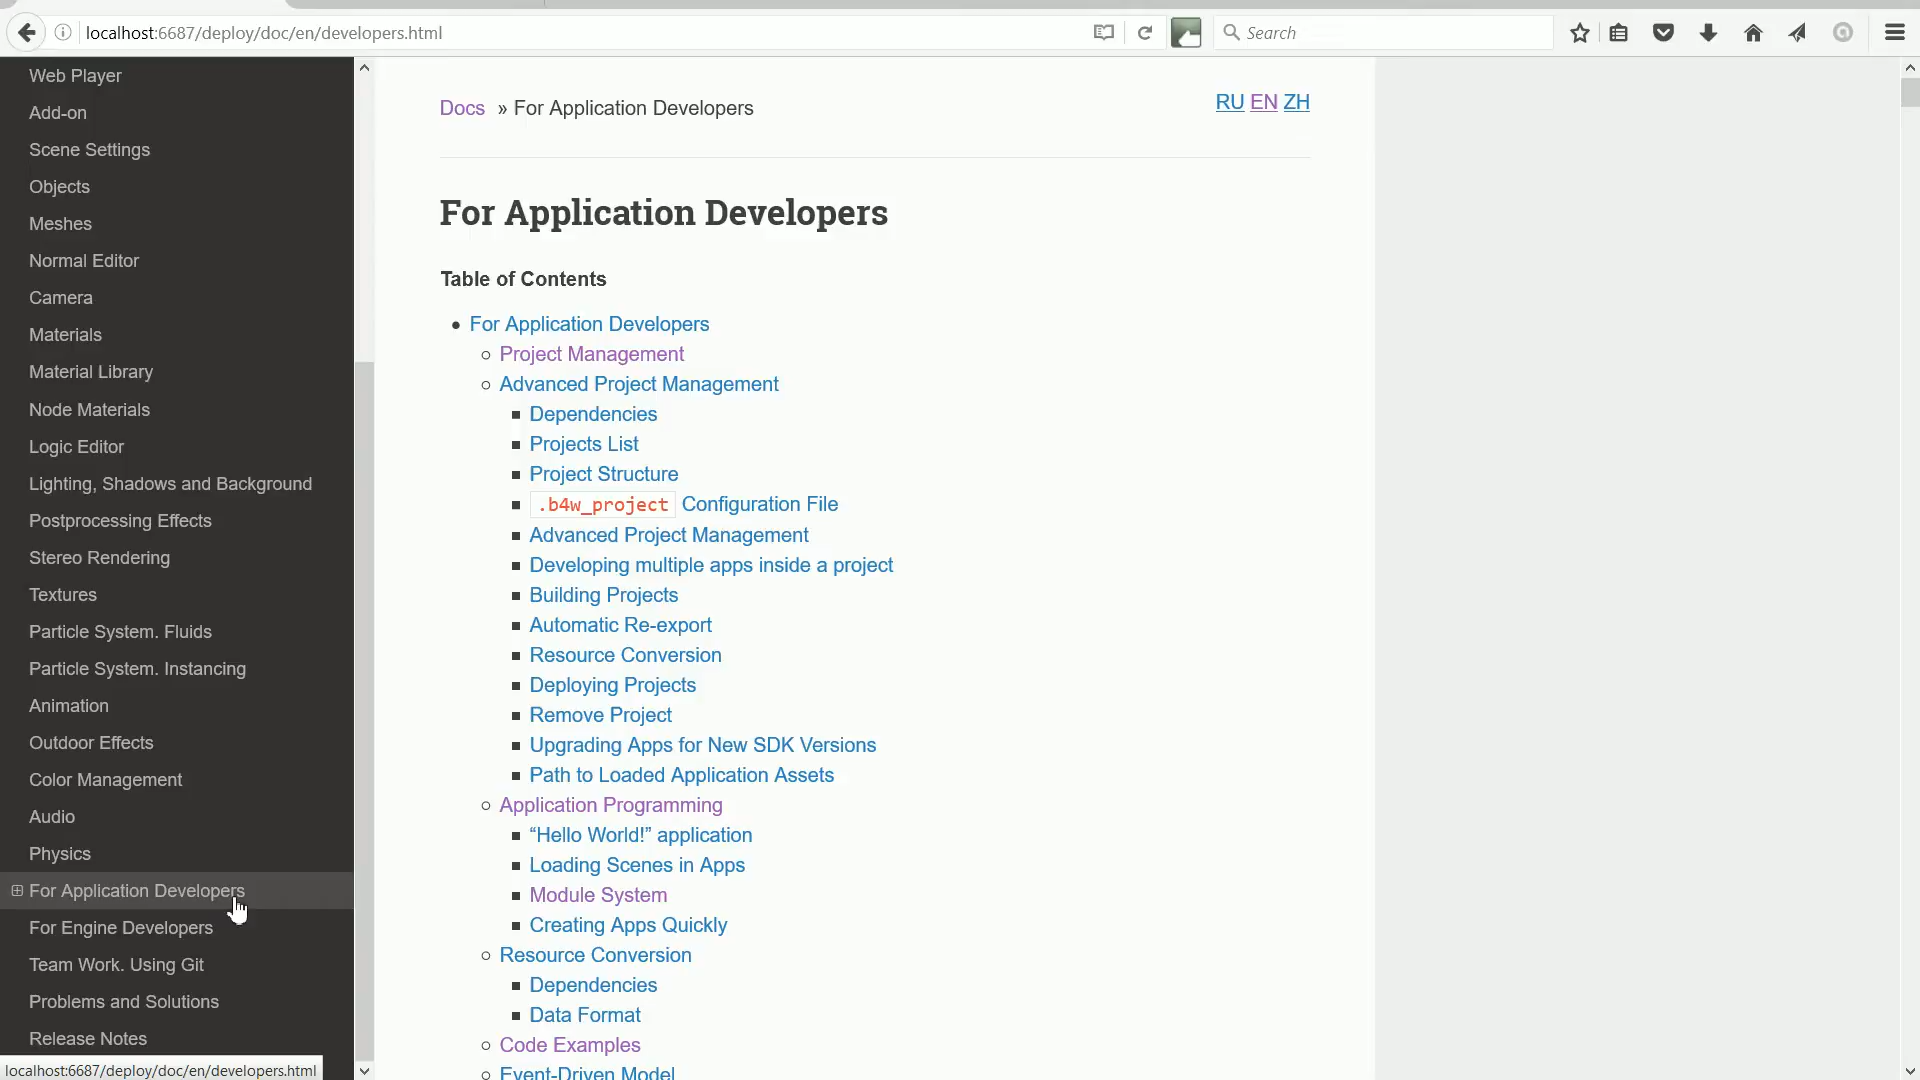 localhost:6687/deploy/doc/en/developers.html
Search
Web Player
Add-on
Scene Settings
Objects
Meshes
Normal Editor
Camera
Materials
Material Library
Node Materials
Logic Editor
Lighting, Shadows and Background
Postprocessing Effects
Stereo Rendering
Textures
Particle System. Fluids
Particle System. Instancing
Animation
Outdoor Effects
Color Management
Audio
Physics
For Application Developers
For Engine Developers
Team Work. Using Git
Problems and Solutions
Release Notes
localhost:6687/deploy/doc/en/developers.html
Docs » For Application Developers
RU EN ZH
For Application Developers
Table of Contents
For Application Developers
Project Management
Advanced Project Management
Dependencies
Projects List
Project Structure
.b4w_project Configuration File
Advanced Project Management
Developing multiple apps inside a project
Building Projects
Automatic Re-export
Resource Conversion
Deploying Projects
Remove Project
Upgrading Apps for New SDK Versions
Path to Loaded Application Assets
Application Programming
“Hello World!” application
Loading Scenes in Apps
Module System
Creating Apps Quickly
Resource Conversion
Dependencies
Data Format
Code Examples
Event-Driven Model